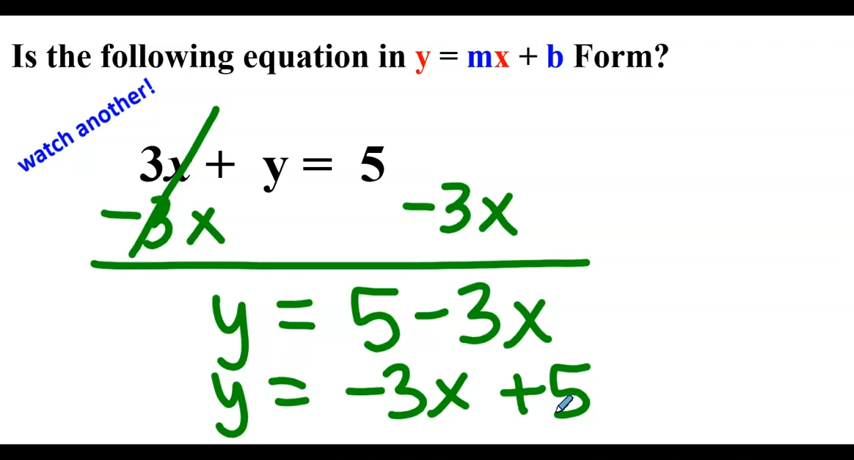 Is the following equation in y = mx + b Form?
watch another!
3x + y = 5
-3x -3x
y = 5-3x
y = -3x +5